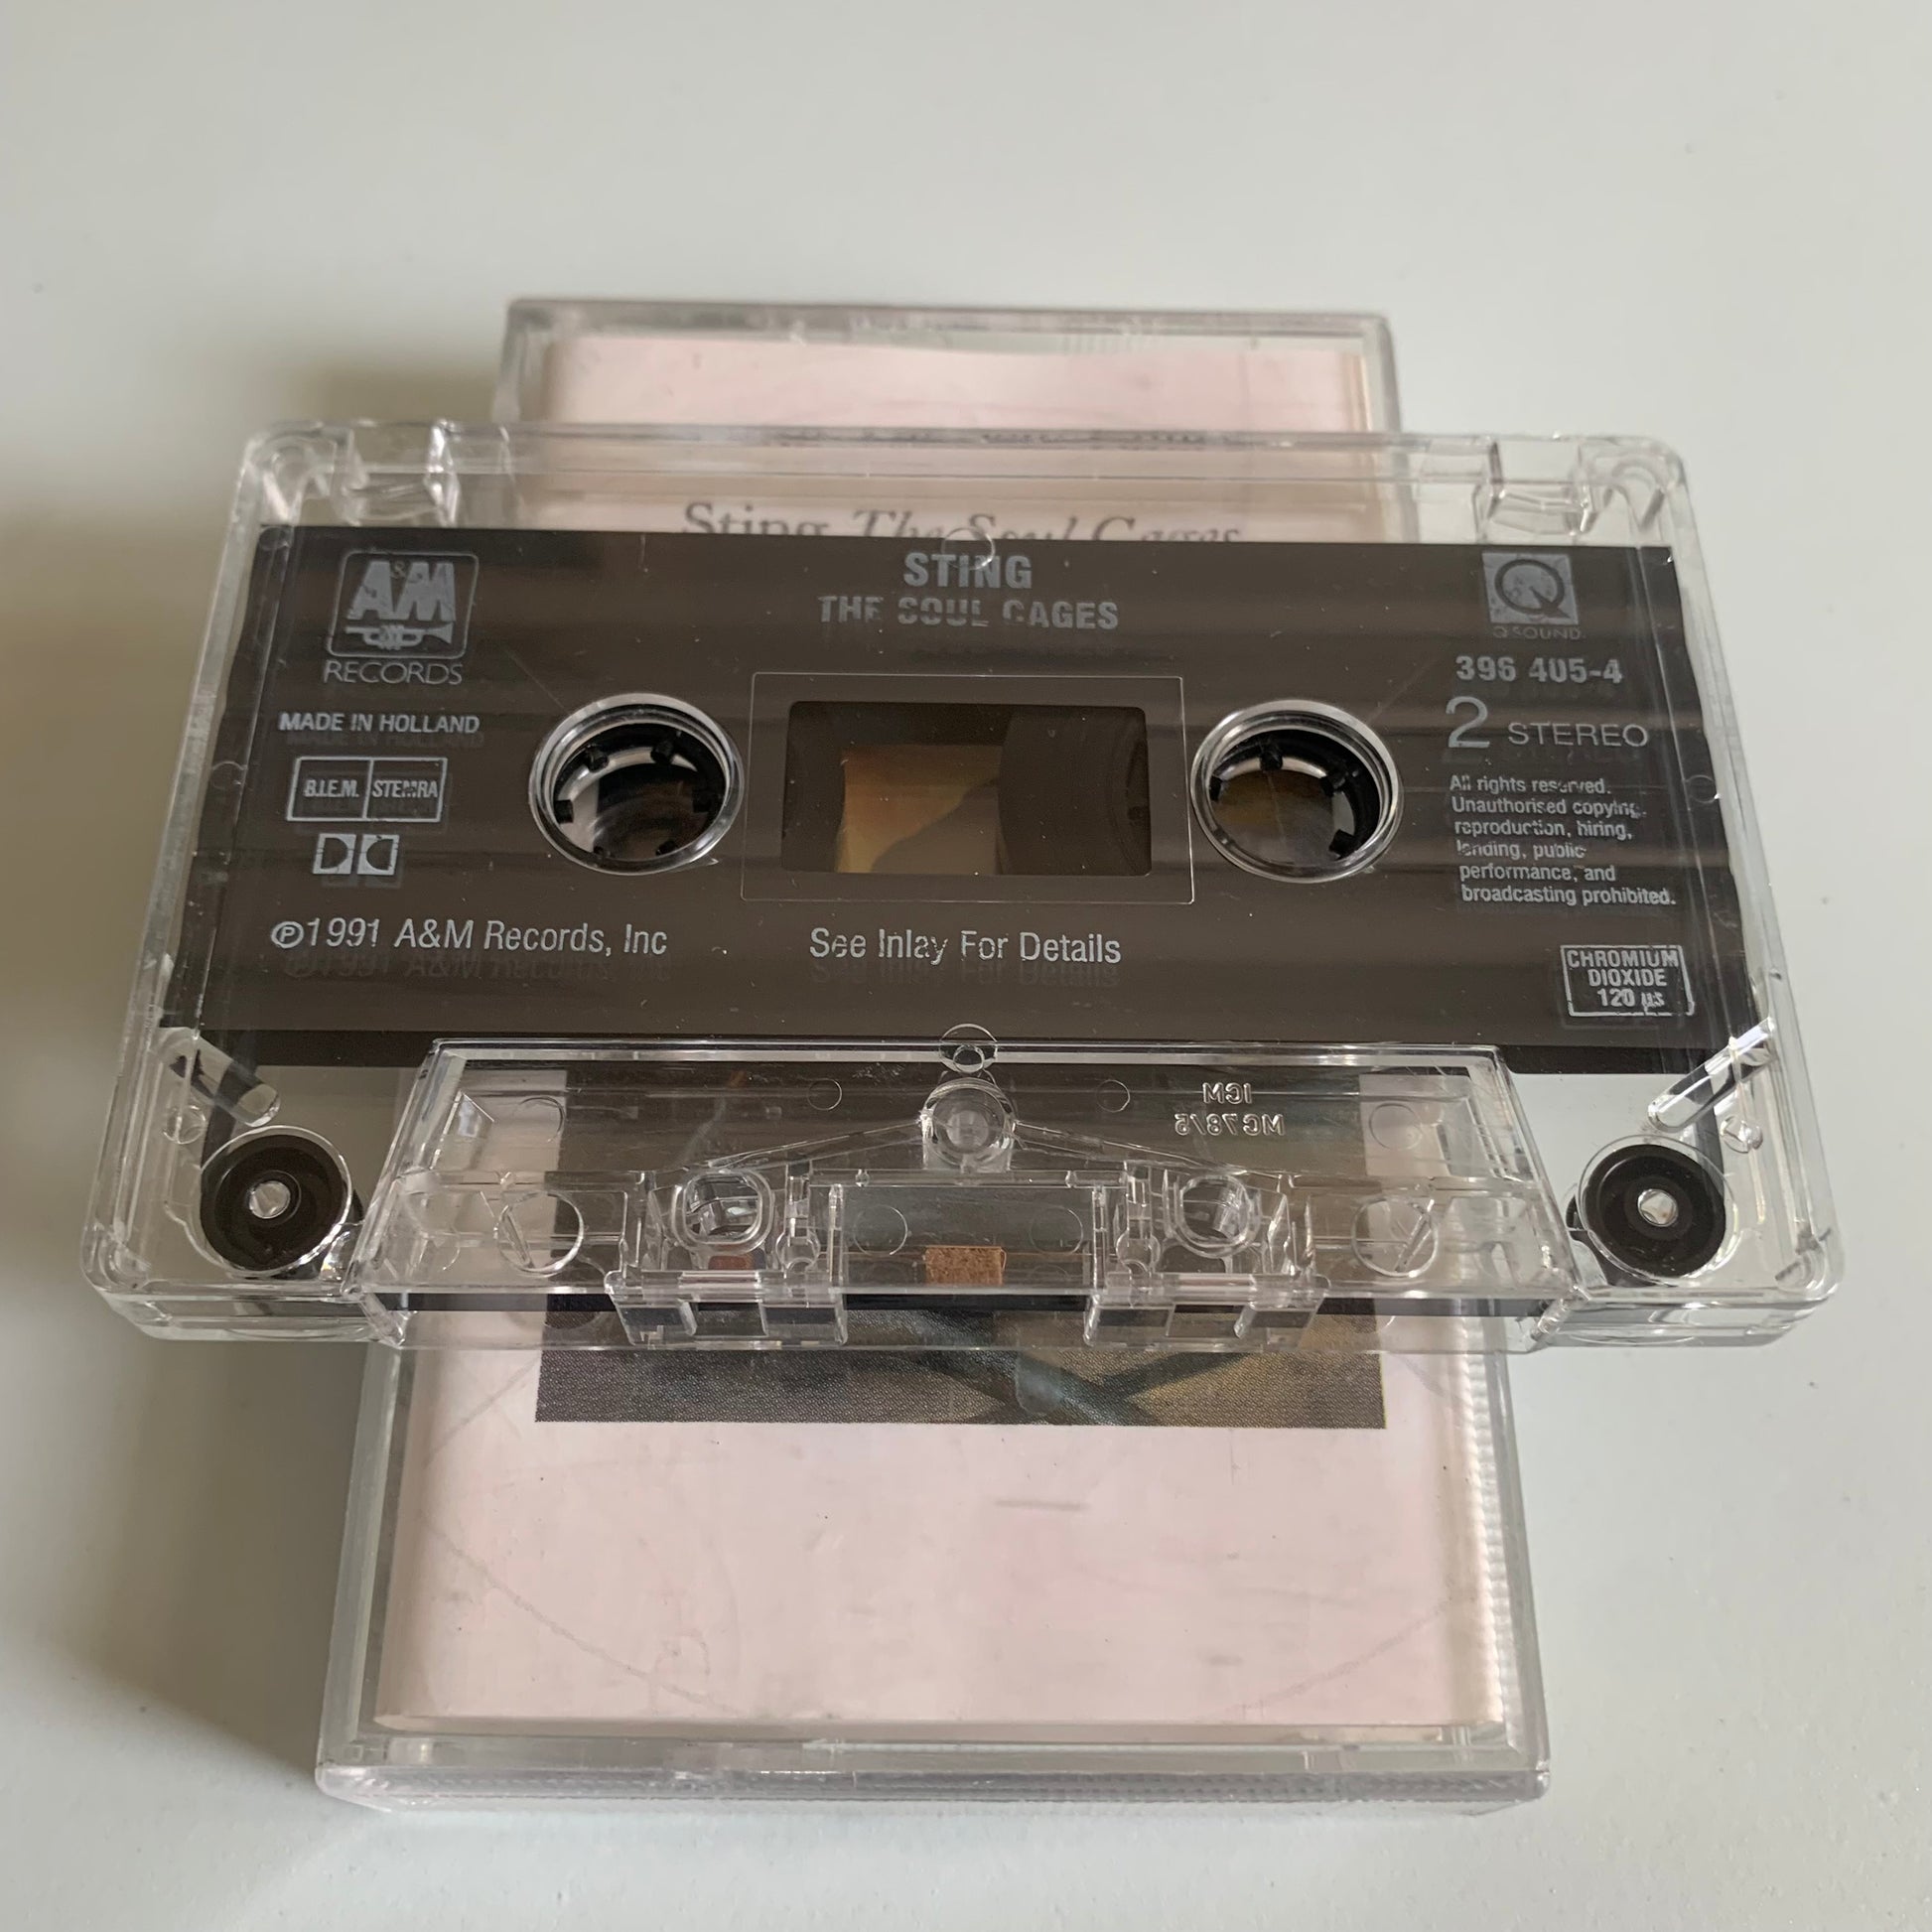 Sting The Soul Cages
A&M
RECORDS
MADE IN HOLLAND
B.I.E.M. STEMRA
℗1991 A&M Records, Inc
STING
THE SOUL CAGES
See Inlay For Details
Q
Q SOUND
396 405-4
2 STEREO
All rights reserved.
Unauthorised copying,
reproduction, hiring,
lending, public
performance, and
broadcasting prohibited.
CHROMIUM
DIOXIDE
120 µs
ICM
MC78/5